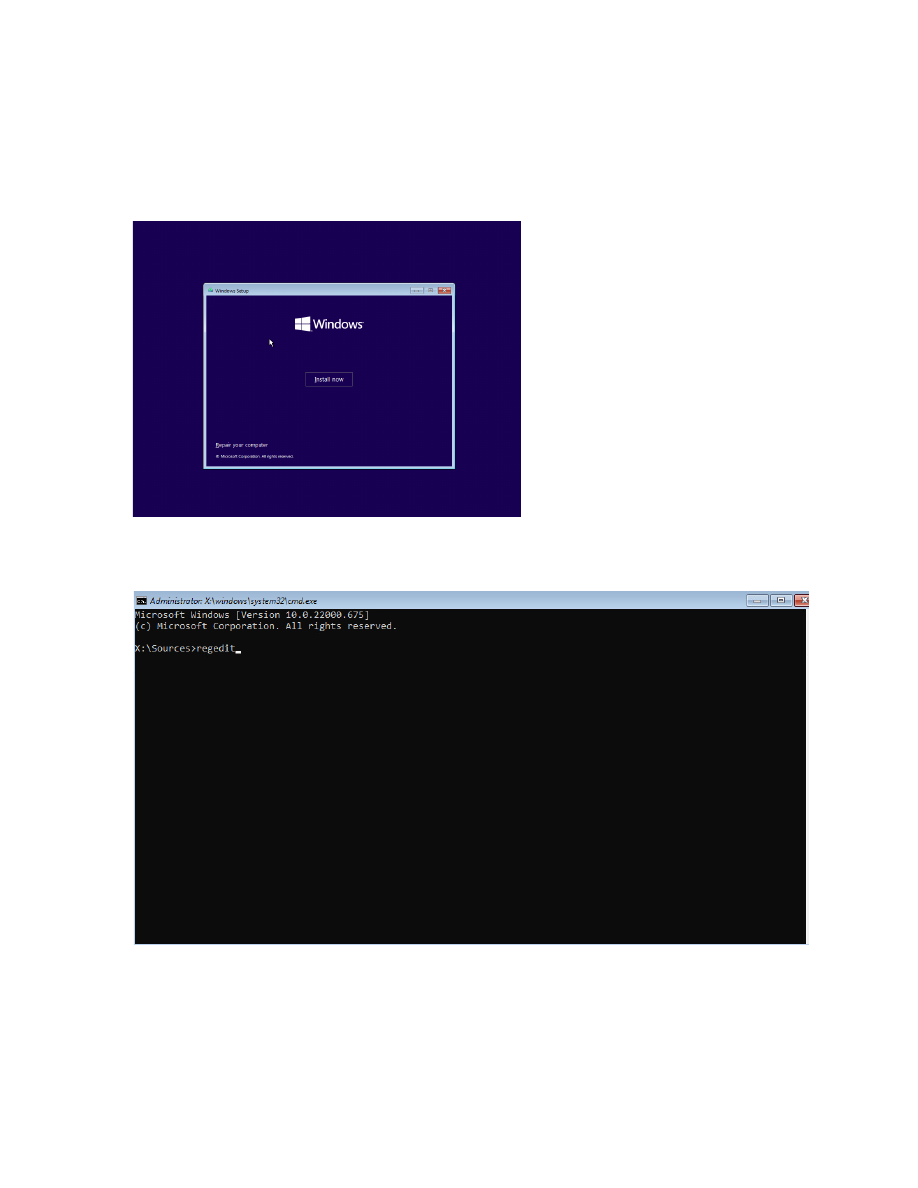 Windows Setup
Windows
Install now
Repair your computer
© Microsoft Corporation. All rights reserved.
Administrator: X:\windows\system32\cmd.exe
Microsoft Windows [Version 10.0.22000.675]
(c) Microsoft Corporation. All rights reserved.
X:\Sources>regedit_